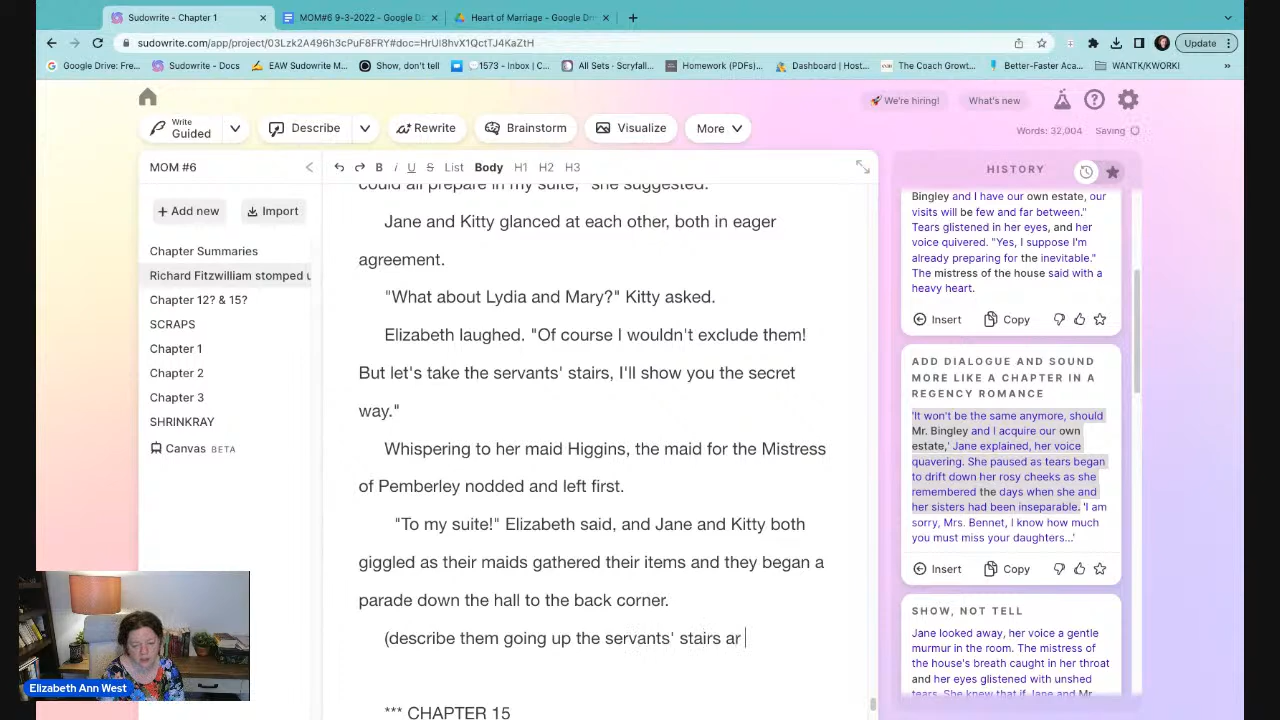 Sudowrite - Chapter 1
MOM#6 9-3-2022 - Google D
Heart of Marriage - Google Dri
sudowrite.com/app/project/03Lzk2A496h3cPuF8FRY#doc=HrUl8hvX1QctTJ4KaZtH
Update
Google Drive: Fre...
Sudowrite - Docs
EAW Sudowrite M...
Show, don't tell
1573 - Inbox | C...
All Sets · Scryfall...
Homework (PDFs)...
Dashboard | Host...
The Coach Growt...
Better-Faster Aca...
WANTK/KWORKI
»
We're hiring!
What's new
Write
Guided
Describe
Rewrite
Brainstorm
Visualize
More
Words: 32,004
Saving
MOM #6
B i U S List Body H1 H2 H3
HISTORY
+ Add new
Import
Chapter Summaries
Richard Fitzwilliam stomped u
Chapter 12? & 15?
SCRAPS
Chapter 1
Chapter 2
Chapter 3
SHRINKRAY
Canvas BETA
could all prepare in my suite," she suggested.
Jane and Kitty glanced at each other, both in eager
agreement.
"What about Lydia and Mary?" Kitty asked.
Elizabeth laughed. "Of course I wouldn't exclude them!
But let's take the servants' stairs, I'll show you the secret
way."
Whispering to her maid Higgins, the maid for the Mistress
of Pemberley nodded and left first.
"To my suite!" Elizabeth said, and Jane and Kitty both
giggled as their maids gathered their items and they began a
parade down the hall to the back corner.
(describe them going up the servants' stairs ar
*** CHAPTER 15
Bingley and I have our own estate, our
visits will be few and far between."
Tears glistened in her eyes, and her
voice quivered. "Yes, I suppose I'm
already preparing for the inevitable."
The mistress of the house said with a
heavy heart.
Insert
Copy
ADD DIALOGUE AND SOUND
MORE LIKE A CHAPTER IN A
REGENCY ROMANCE
'It won't be the same anymore, should
Mr. Bingley and I acquire our own
estate,' Jane explained, her voice
quavering. She paused as tears began
to drift down her rosy cheeks as she
remembered the days when she and
her sisters had been inseparable. 'I am
sorry, Mrs. Bennet, I know how much
you must miss your daughters...'
Insert
Copy
SHOW, NOT TELL
Jane looked away, her voice a gentle
murmur in the room. The mistress of
the house's breath caught in her throat
and her eyes glistened with unshed
tears. She knew that if Jane and Mr.
Elizabeth Ann West